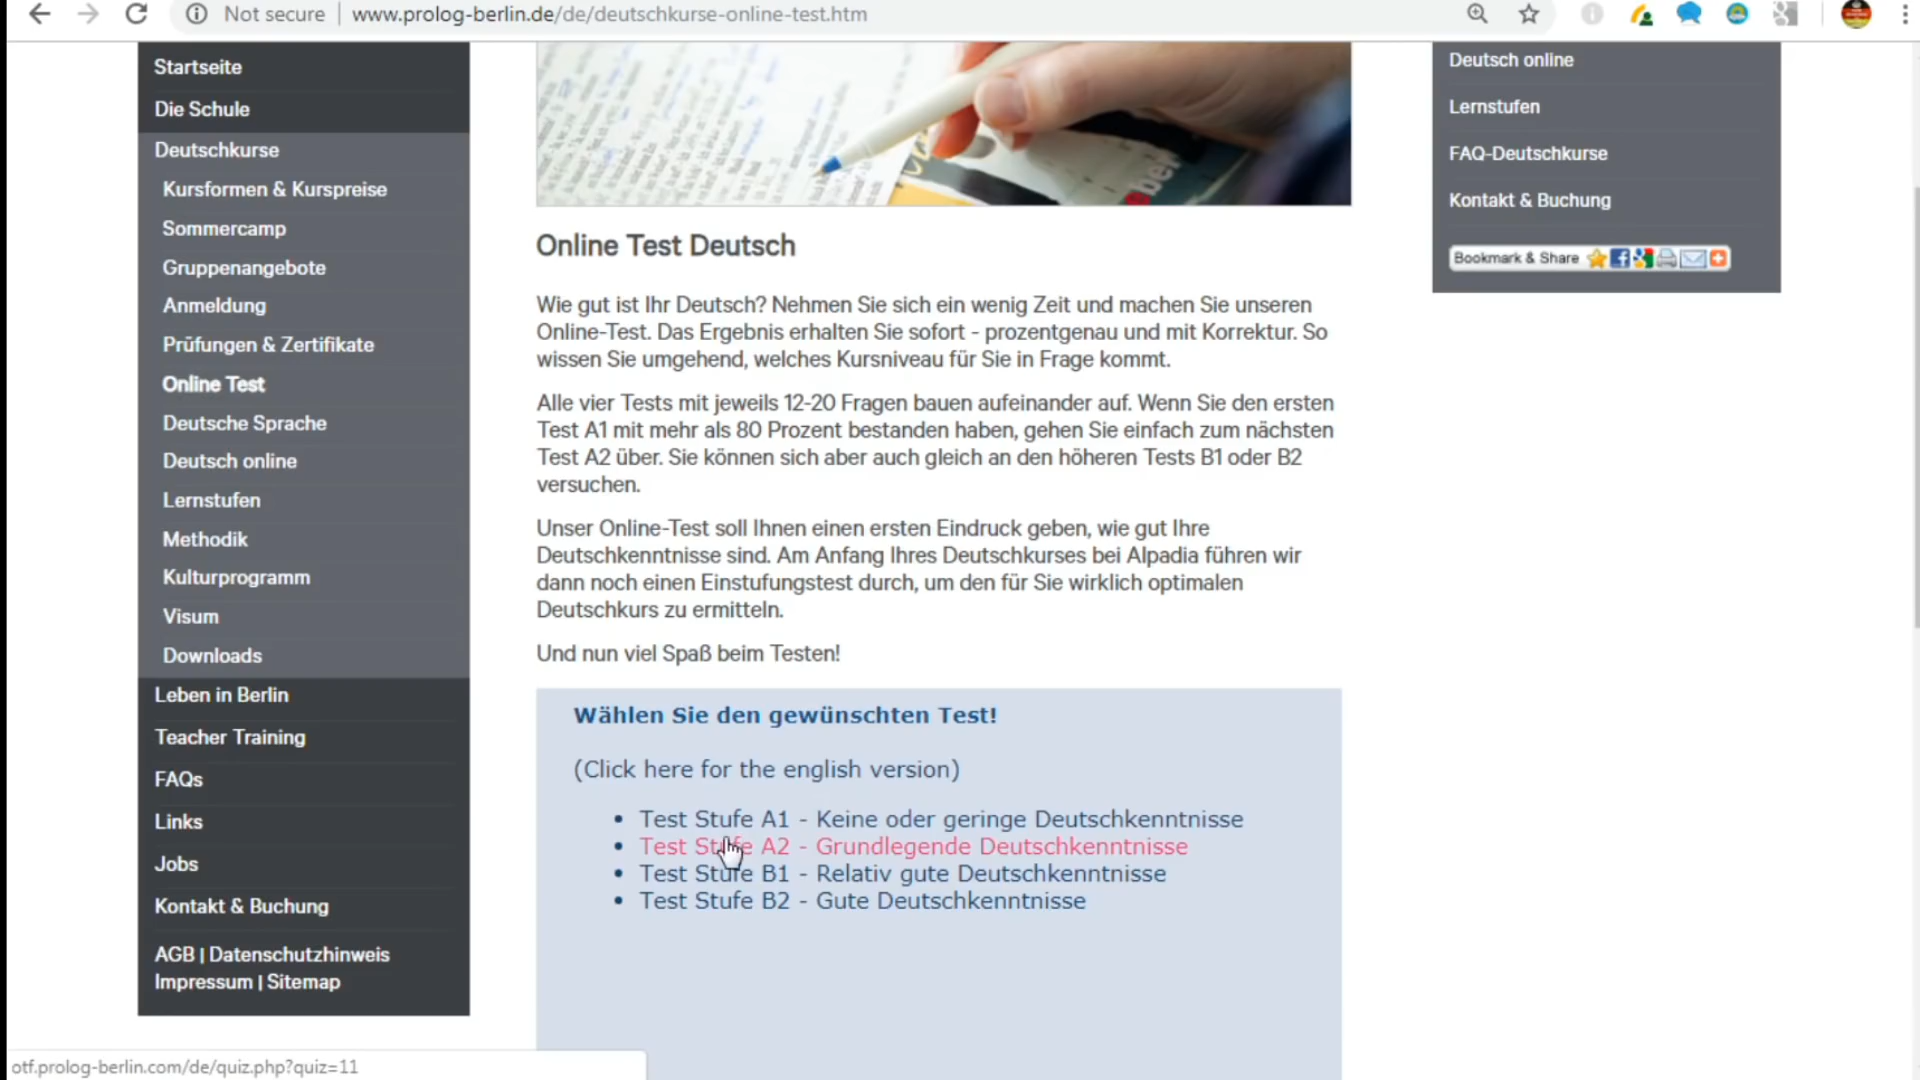 Not secure
www.prolog-berlin.de/de/deutschkurse-online-test.htm
Startseite
Die Schule
Deutschkurse
Kursformen & Kurspreise
Sommercamp
Gruppenangebote
Anmeldung
Prüfungen & Zertifikate
Online Test
Deutsche Sprache
Deutsch online
Lernstufen
Methodik
Kulturprogramm
Visum
Downloads
Leben in Berlin
Teacher Training
FAQs
Links
Jobs
Kontakt & Buchung
AGB | Datenschutzhinweis
Impressum | Sitemap
Online Test Deutsch
Wie gut ist Ihr Deutsch? Nehmen Sie sich ein wenig Zeit und machen Sie unseren
Online-Test. Das Ergebnis erhalten Sie sofort - prozentgenau und mit Korrektur. So
wissen Sie umgehend, welches Kursniveau für Sie in Frage kommt.
Alle vier Tests mit jeweils 12-20 Fragen bauen aufeinander auf. Wenn Sie den ersten
Test A1 mit mehr als 80 Prozent bestanden haben, gehen Sie einfach zum nächsten
Test A2 über. Sie können sich aber auch gleich an den höheren Tests B1 oder B2
versuchen.
Unser Online-Test soll Ihnen einen ersten Eindruck geben, wie gut Ihre
Deutschkenntnisse sind. Am Anfang Ihres Deutschkurses bei Alpadia führen wir
dann noch einen Einstufungstest durch, um den für Sie wirklich optimalen
Deutschkurs zu ermitteln.
Und nun viel Spaß beim Testen!
Wählen Sie den gewünschten Test!
(Click here for the english version)
• Test Stufe A1 - Keine oder geringe Deutschkenntnisse
• Test Stufe A2 - Grundlegende Deutschkenntnisse
• Test Stufe B1 - Relativ gute Deutschkenntnisse
• Test Stufe B2 - Gute Deutschkenntnisse
Deutsch online
Lernstufen
FAQ-Deutschkurse
Kontakt & Buchung
Bookmark & Share
otf.prolog-berlin.com/de/quiz.php?quiz=11